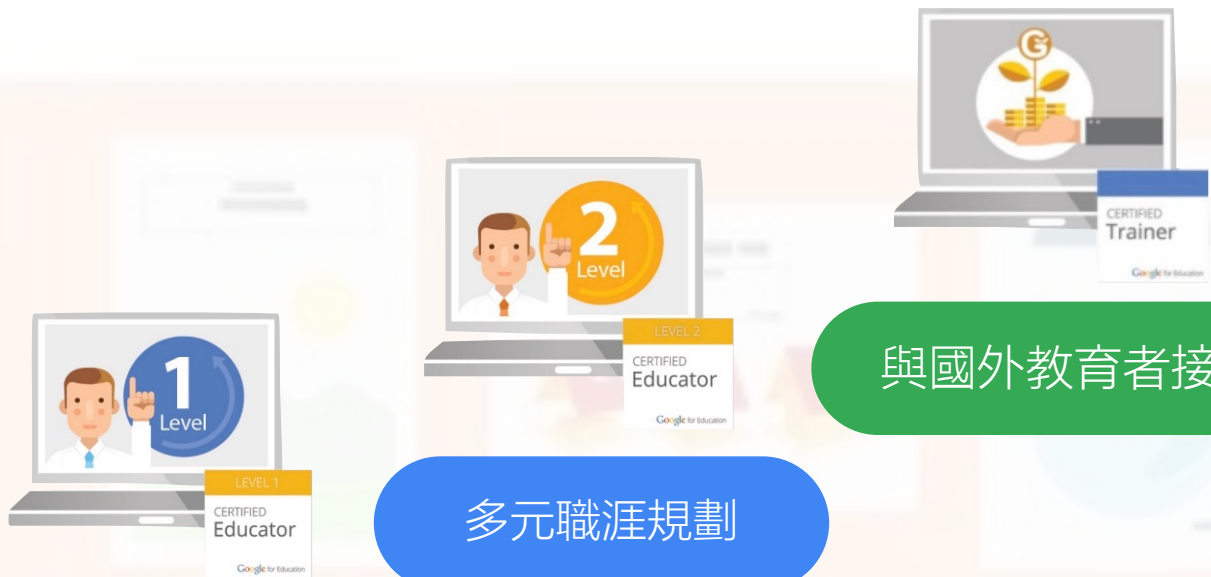 CERTIFIED
Trainer
Google for Education
2
Level
LEVEL 2
CERTIFIED
Educator
Google for Education
與國外教育者接
1
Level
LEVEL 1
CERTIFIED
Educator
Google for Education
多元職涯規劃